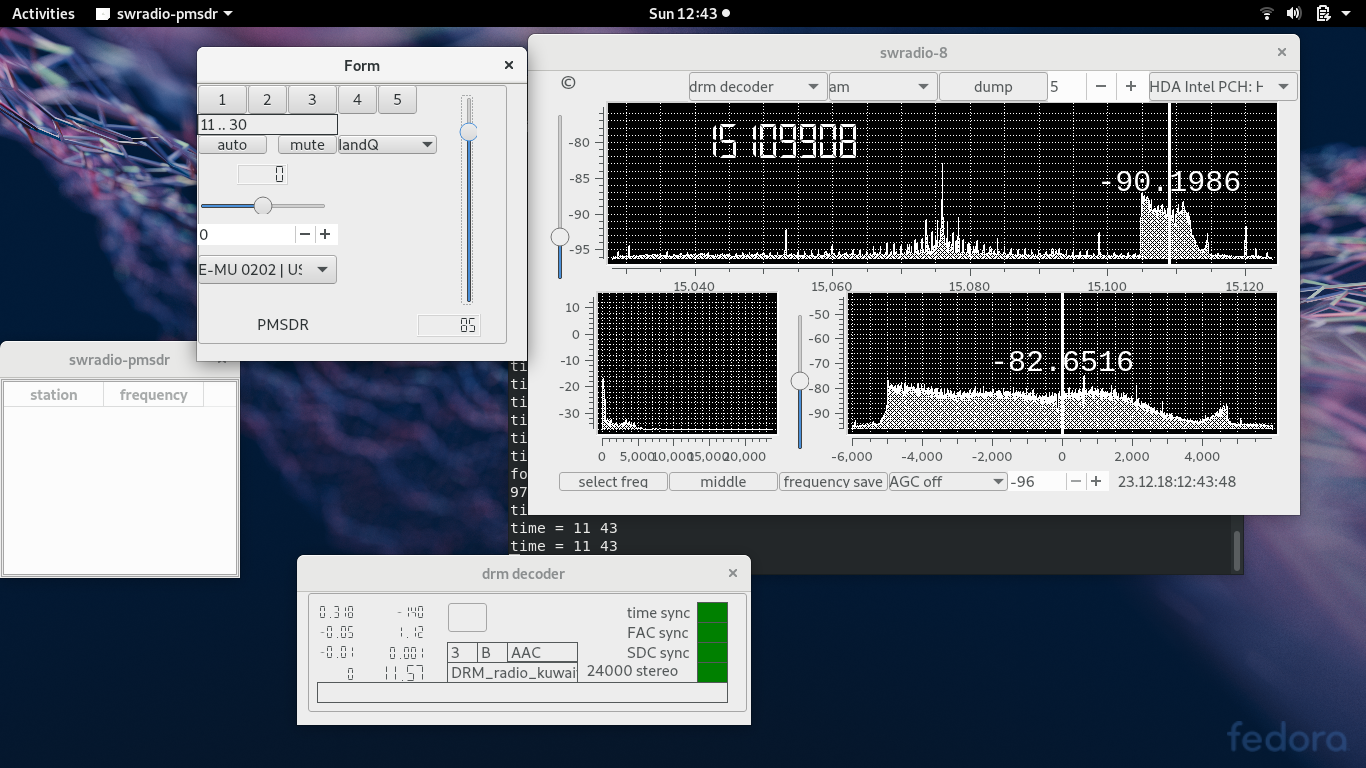 Activities swradio-pmsdr Sun 12:43
Form
1 2 3 4 5
11 .. 30
auto mute IandQ
0
0
E-MU 0202 | US
PMSDR 85
swradio-8
© drm decoder am dump 5 HDA Intel PCH: H
15109908
-90.1986
-80
-85
-90
-95
15,040 15,060 15,080 15,100 15,120
10
0
-10
-20
-30
0 5,000 10,000 15,000 20,000
-82.6516
-50
-60
-70
-80
-90
-6,000 -4,000 -2,000 0 2,000 4,000
select freq middle frequency save AGC off -96 23.12.18:12:43:48
swradio-pmsdr
station frequency
ti
ti
ti
ti
ti
ti
fo
97
ti
time = 11 43
time = 11 43
drm decoder
0.318 -140 time sync
-0.05 1.12 FAC sync
-0.01 0.001 3 B AAC SDC sync
0 11.57 DRM_radio_kuwai 24000 stereo
fedora